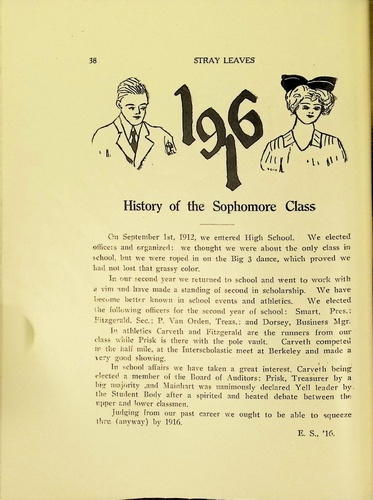 38 STRAY LEAVES
1916
History of the Sophomore Class
On September 1st, 1912, we entered High School. We elected
officers and organized: we thought we were about the only class in
school, but we were roped in on the Big 3 dance, which proved we
had not lost that grassy color.
In our second year we returned to school and went to work with
a vim and have made a standing of second in scholarship. We have
become better known in school events and athletics. We elected
the following officers for the second year of school: Smart, Pres.;
Fitzgerald, Sec.; P. Van Orden, Treas.; and Dorsey, Business Mgr.
In athletics Carveth and Fitzgerald are the runners from our
class while Prisk is there with the pole vault. Carveth competed
in the half mile, at the Interscholastic meet at Berkeley and made a
very good showing.
In school affairs we have taken a great interest, Carveth being
elected a member of the Board of Auditors; Prisk, Treasurer by a
big majority ,and Mainhart was unanimously declared Yell leader by
the Student Body after a spirited and heated debate between the
upper and lower classmen.
Judging from our past career we ought to be able to squeeze
thru (anyway) by 1916.
E. S., '16.